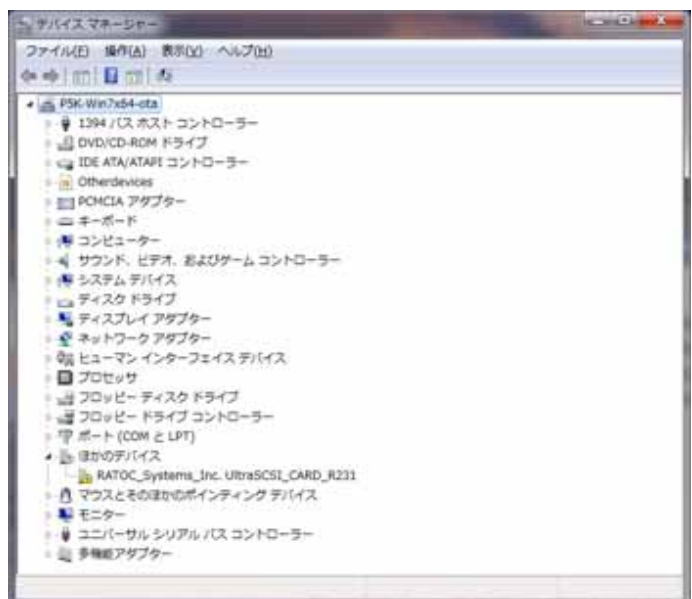 デバイス マネージャー
ファイル(F) 操作(A) 表示(V) ヘルプ(H)
PSK-Win7x64-ota
1394 バス ホスト コントローラー
DVD/CD-ROM ドライブ
IDE ATA/ATAPI コントローラー
Otherdevices
PCMCIA アダプター
キーボード
コンピューター
サウンド、ビデオ、およびゲーム コントローラー
システム デバイス
ディスク ドライブ
ディスプレイ アダプター
ネットワーク アダプター
ヒューマン インターフェイス デバイス
プロセッサ
フロッピー ディスク ドライブ
フロッピー ドライブ コントローラー
ポート (COM と LPT)
ほかのデバイス
RATOC_Systems_Inc. UltraSCSI_CARD_R231
マウスとそのほかのポインティング デバイス
モニター
ユニバーサル シリアル バス コントローラー
多機能アダプター